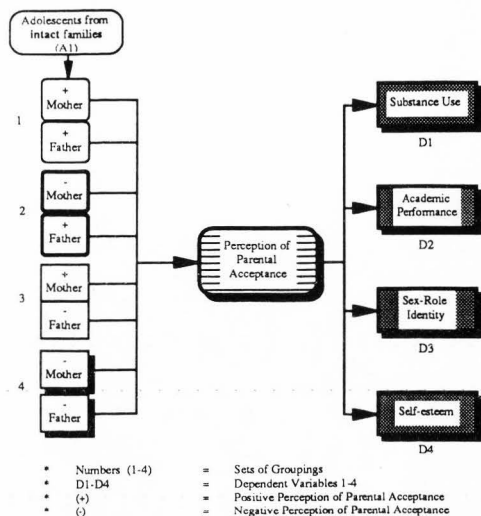 Adolescents from
intact families
(A1)
1
+
Mother
+
Father
2
-
Mother
+
Father
3
+
Mother
-
Father
4
-
Mother
-
Father
Perception of
Parental
Acceptance
Substance Use
D1
Academic
Performance
D2
Sex-Role
Identity
D3
Self-esteem
D4
* Numbers (1-4) = Sets of Groupings
* D1-D4 = Dependent Variables 1-4
* (+) = Positive Perception of Parental Acceptance
* (-) = Negative Perception of Parental Acceptance